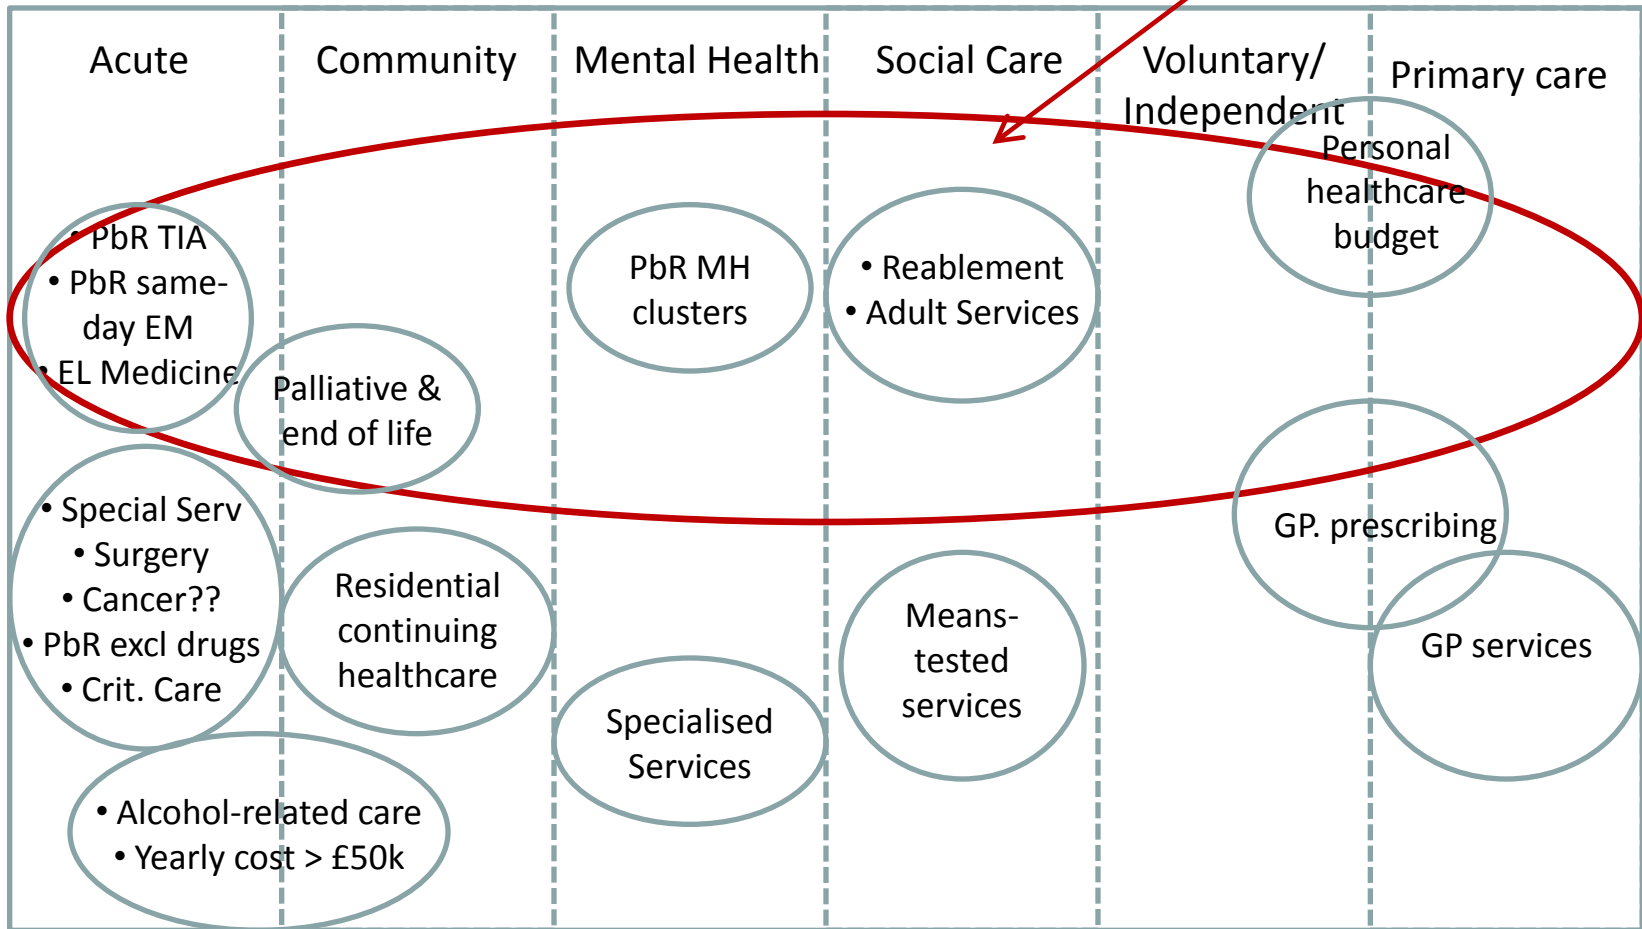 Acute
Community
Mental Health
Social Care
Voluntary/
Independent
Primary care
• PbR TIA
• PbR same-
day EM
• EL Medicine
Palliative &
end of life
PbR MH
clusters
• Reablement
• Adult Services
Personal
healthcare
budget
• Special Serv
• Surgery
• Cancer??
• PbR excl drugs
• Crit. Care
Residential
continuing
healthcare
Specialised
Services
Means-
tested
services
GP. prescribing
GP services
• Alcohol-related care
• Yearly cost > £50k